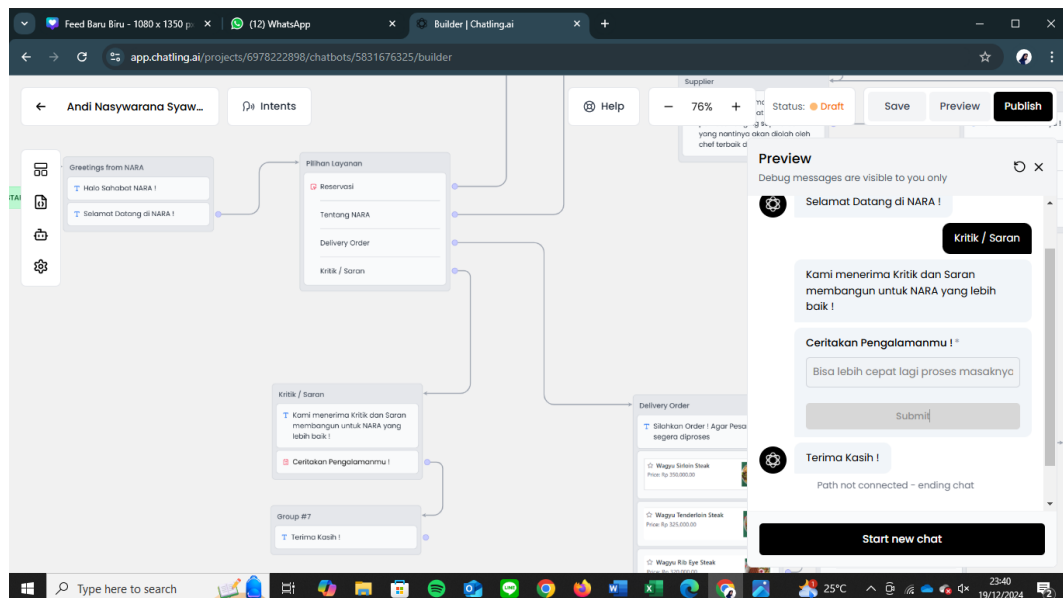 Feed Baru Biru - 1080 x 1350 p
(12) WhatsApp
Builder | Chatling.ai
app.chatling.ai/projects/6978222898/chatbots/5831676325/builder
Andi Nasywarana Syaw...
Intents
Help
76%
Status: Draft
Save
Preview
Publish
Supplier
yang nantinya akan diolah oleh
chef terbaik d
Greetings from NARA
Halo Sahabat NARA !
Selamat Datang di NARA !
Pilihan Layanan
Reservasi
Tentang NARA
Delivery Order
Kritik / Saran
Kritik / Saran
Kami menerima Kritik dan Saran
membangun untuk NARA yang
lebih baik !
Ceritakan Pengalamanmu !
Group #7
Terima Kasih !
Delivery Order
Silahkan Order ! Agar Pesa
segera diproses
Wagyu Sirloin Steak
Price: Rp 350,000.00
Wagyu Tenderloin Steak
Price: Rp 325,000.00
Wagyu Rib Eye Steak
Price: Rp 320,000.00
Preview
Debug messages are visible to you only
Selamat Datang di NARA !
Kritik / Saran
Kami menerima Kritik dan Saran
membangun untuk NARA yang lebih
baik !
Ceritakan Pengalamanmu ! *
Bisa lebih cepat lagi proses masaknyc
Submit
Terima Kasih !
Path not connected - ending chat
Start new chat
Type here to search
25°C
23:40
19/12/2024